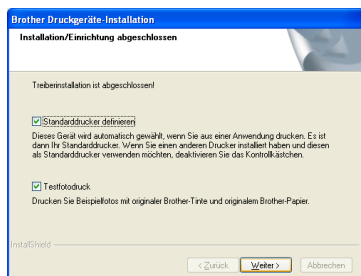 Brother Druckgeräte-Installation
Installation/Einrichtung abgeschlossen
Treiberinstallation ist abgeschlossen!
Standarddrucker definieren
Dieses Gerät wird automatisch gewählt, wenn Sie aus einer Anwendung drucken. Es ist
dann Ihr Standarddrucker. Wenn Sie einen anderen Drucker installiert haben und diesen
als Standarddrucker verwenden möchten, deaktivieren Sie das Kontrollkästchen.
Testfotodruck
Drucken Sie Beispielfotos mit originaler Brother-Tinte und originalem Brother-Papier.
InstallShield
< Zurück Weiter > Abbrechen